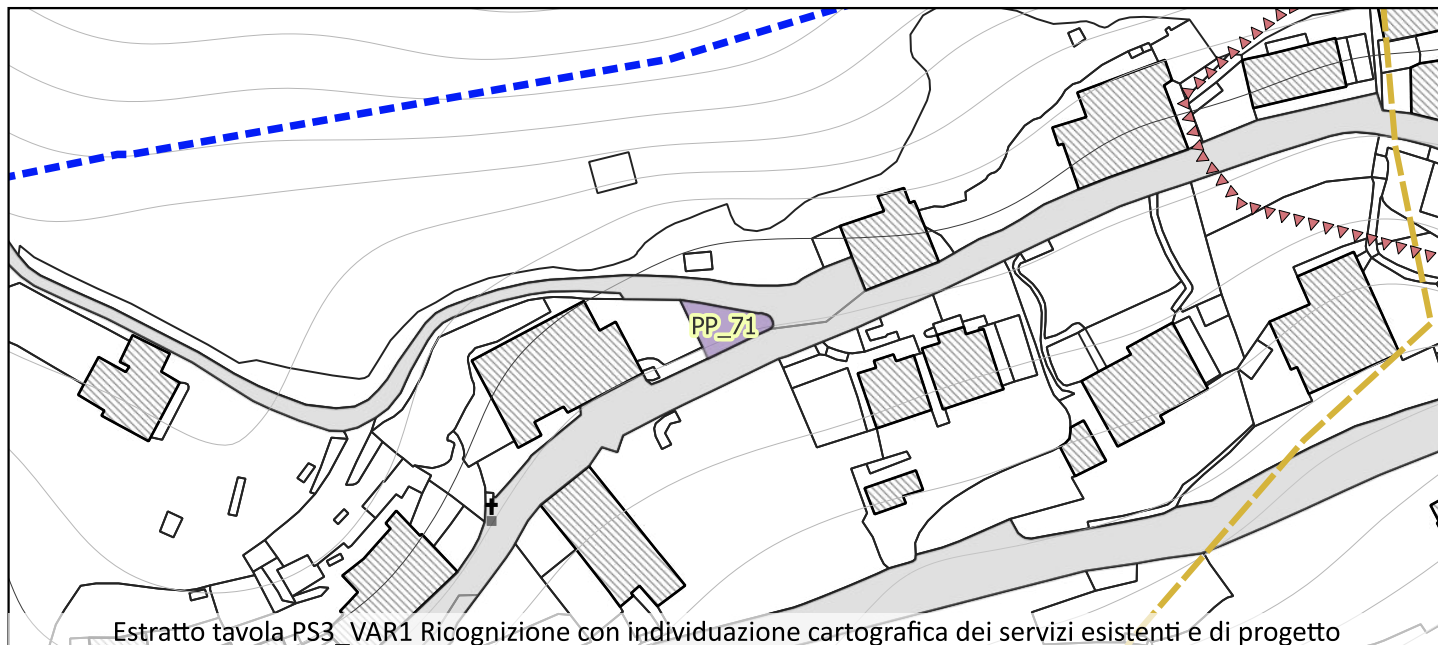 PP_71
Estratto tavola PS3_VAR1 Ricognizione con individuazione cartografica dei servizi esistenti e di progetto